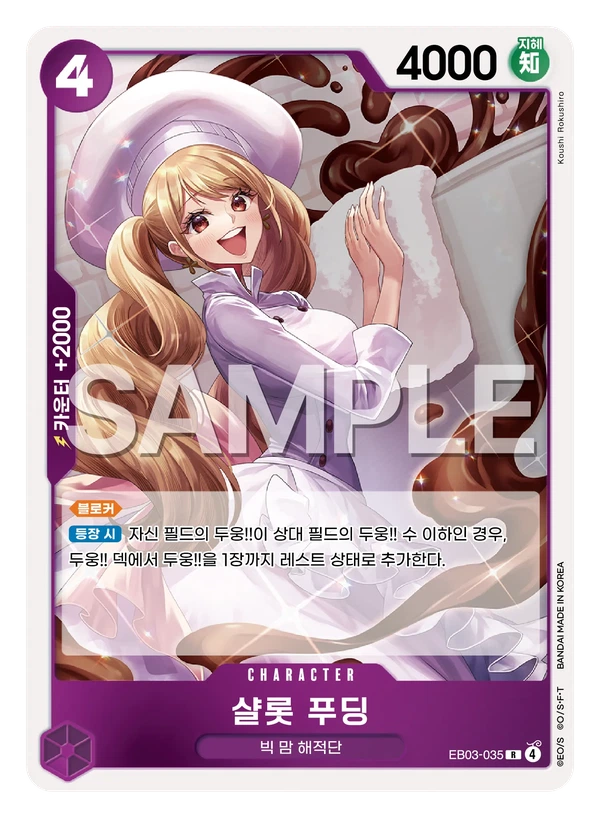 4
4000
지혜
知
Koushi Rokushiro
⚡카운터 +2000
SAMPLE
블로커
등장 시 자신 필드의 두웅!!이 상대 필드의 두웅!! 수 이하인 경우,
두웅!! 덱에서 두웅!!을 1장까지 레스트 상태로 추가한다.
CHARACTER
샬롯 푸딩
빅 맘 해적단
EB03-035 R 4
©EO/S ©O/S·F·T BANDAI MADE IN KOREA